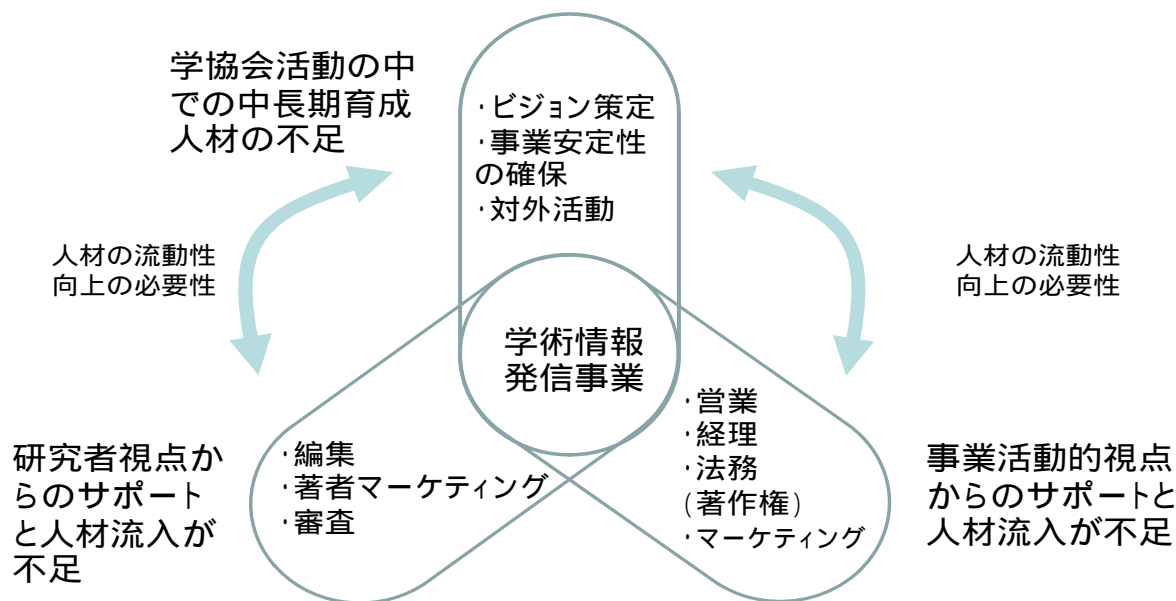 学協会活動の中
での中長期育成
人材の不足
・ビジョン策定
・事業安定性
の確保
・対外活動
人材の流動性
向上の必要性
人材の流動性
向上の必要性
学術情報
発信事業
研究者視点か
らのサポート
と人材流入が
不足
・編集
・著者マーケティング
・審査
・営業
・経理
・法務
(著作権)
・マーケティング
事業活動的視点
からのサポートと
人材流入が不足